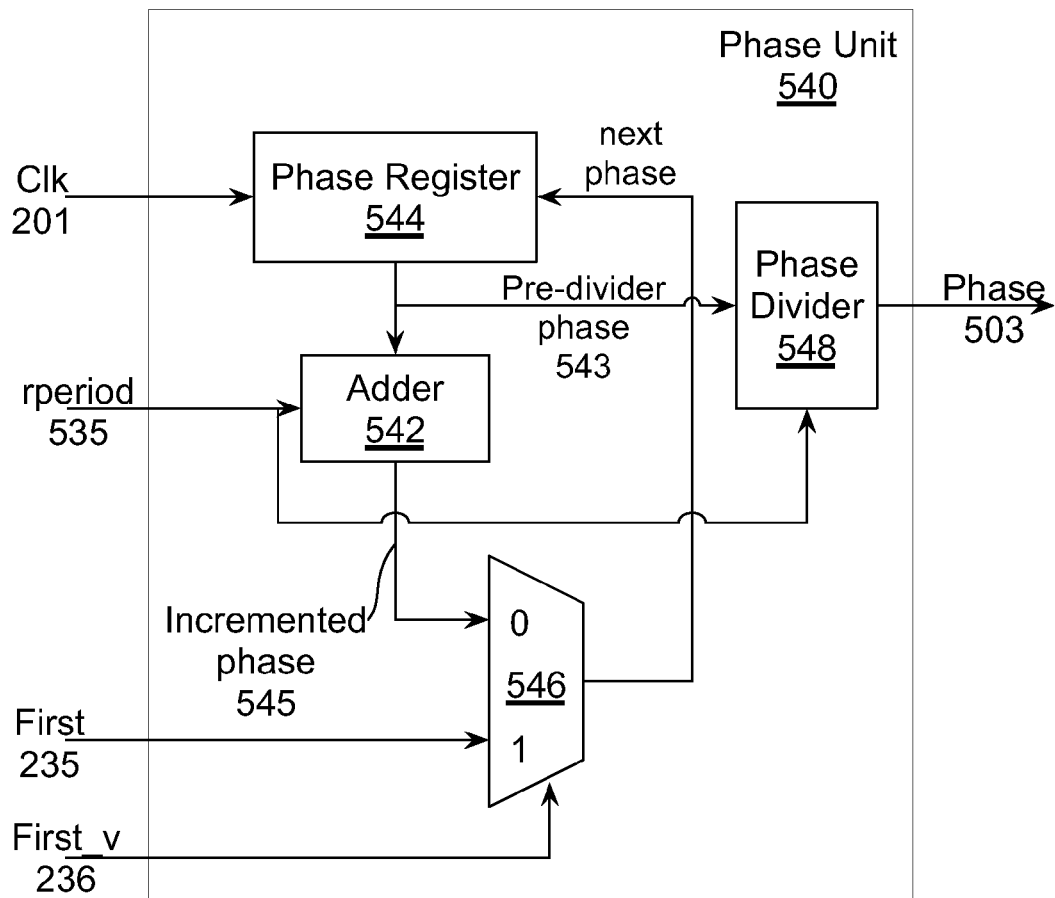 Phase Unit
540
next
phase
Clk
201
Phase Register
544
Phase
Divider
548
Pre-divider
phase
543
Phase
503
rperiod
535
Adder
542
Incremented
phase
545
0
546
1
First
235
First_v
236